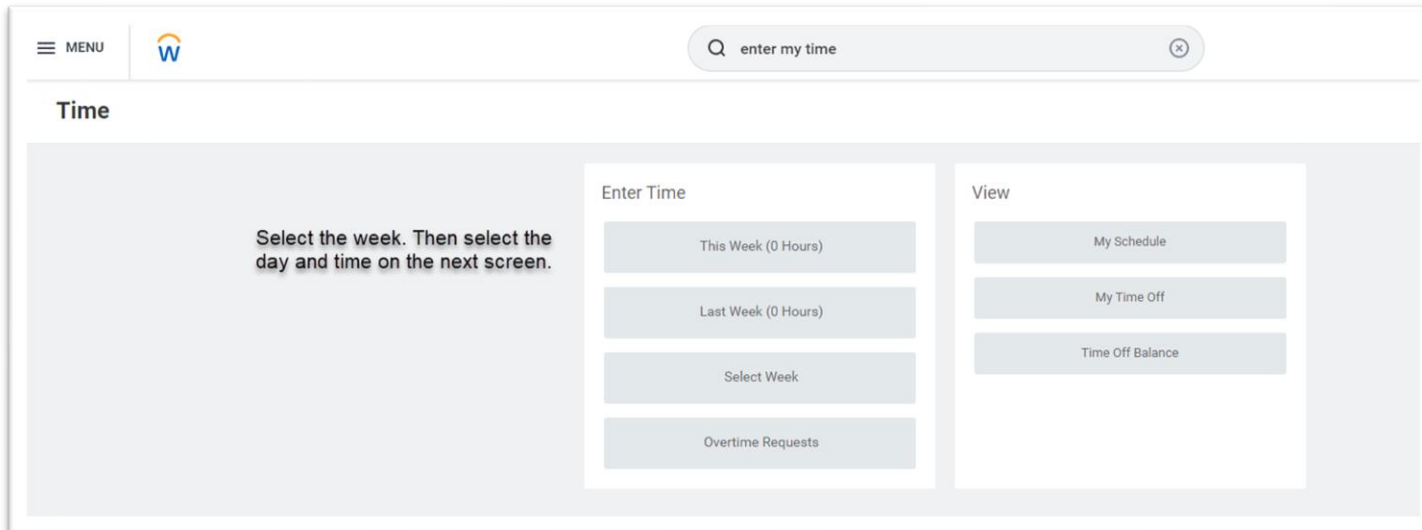 MENU
W
enter my time
Time
Select the week. Then select the
day and time on the next screen.
Enter Time
This Week (0 Hours)
Last Week (0 Hours)
Select Week
Overtime Requests
View
My Schedule
My Time Off
Time Off Balance